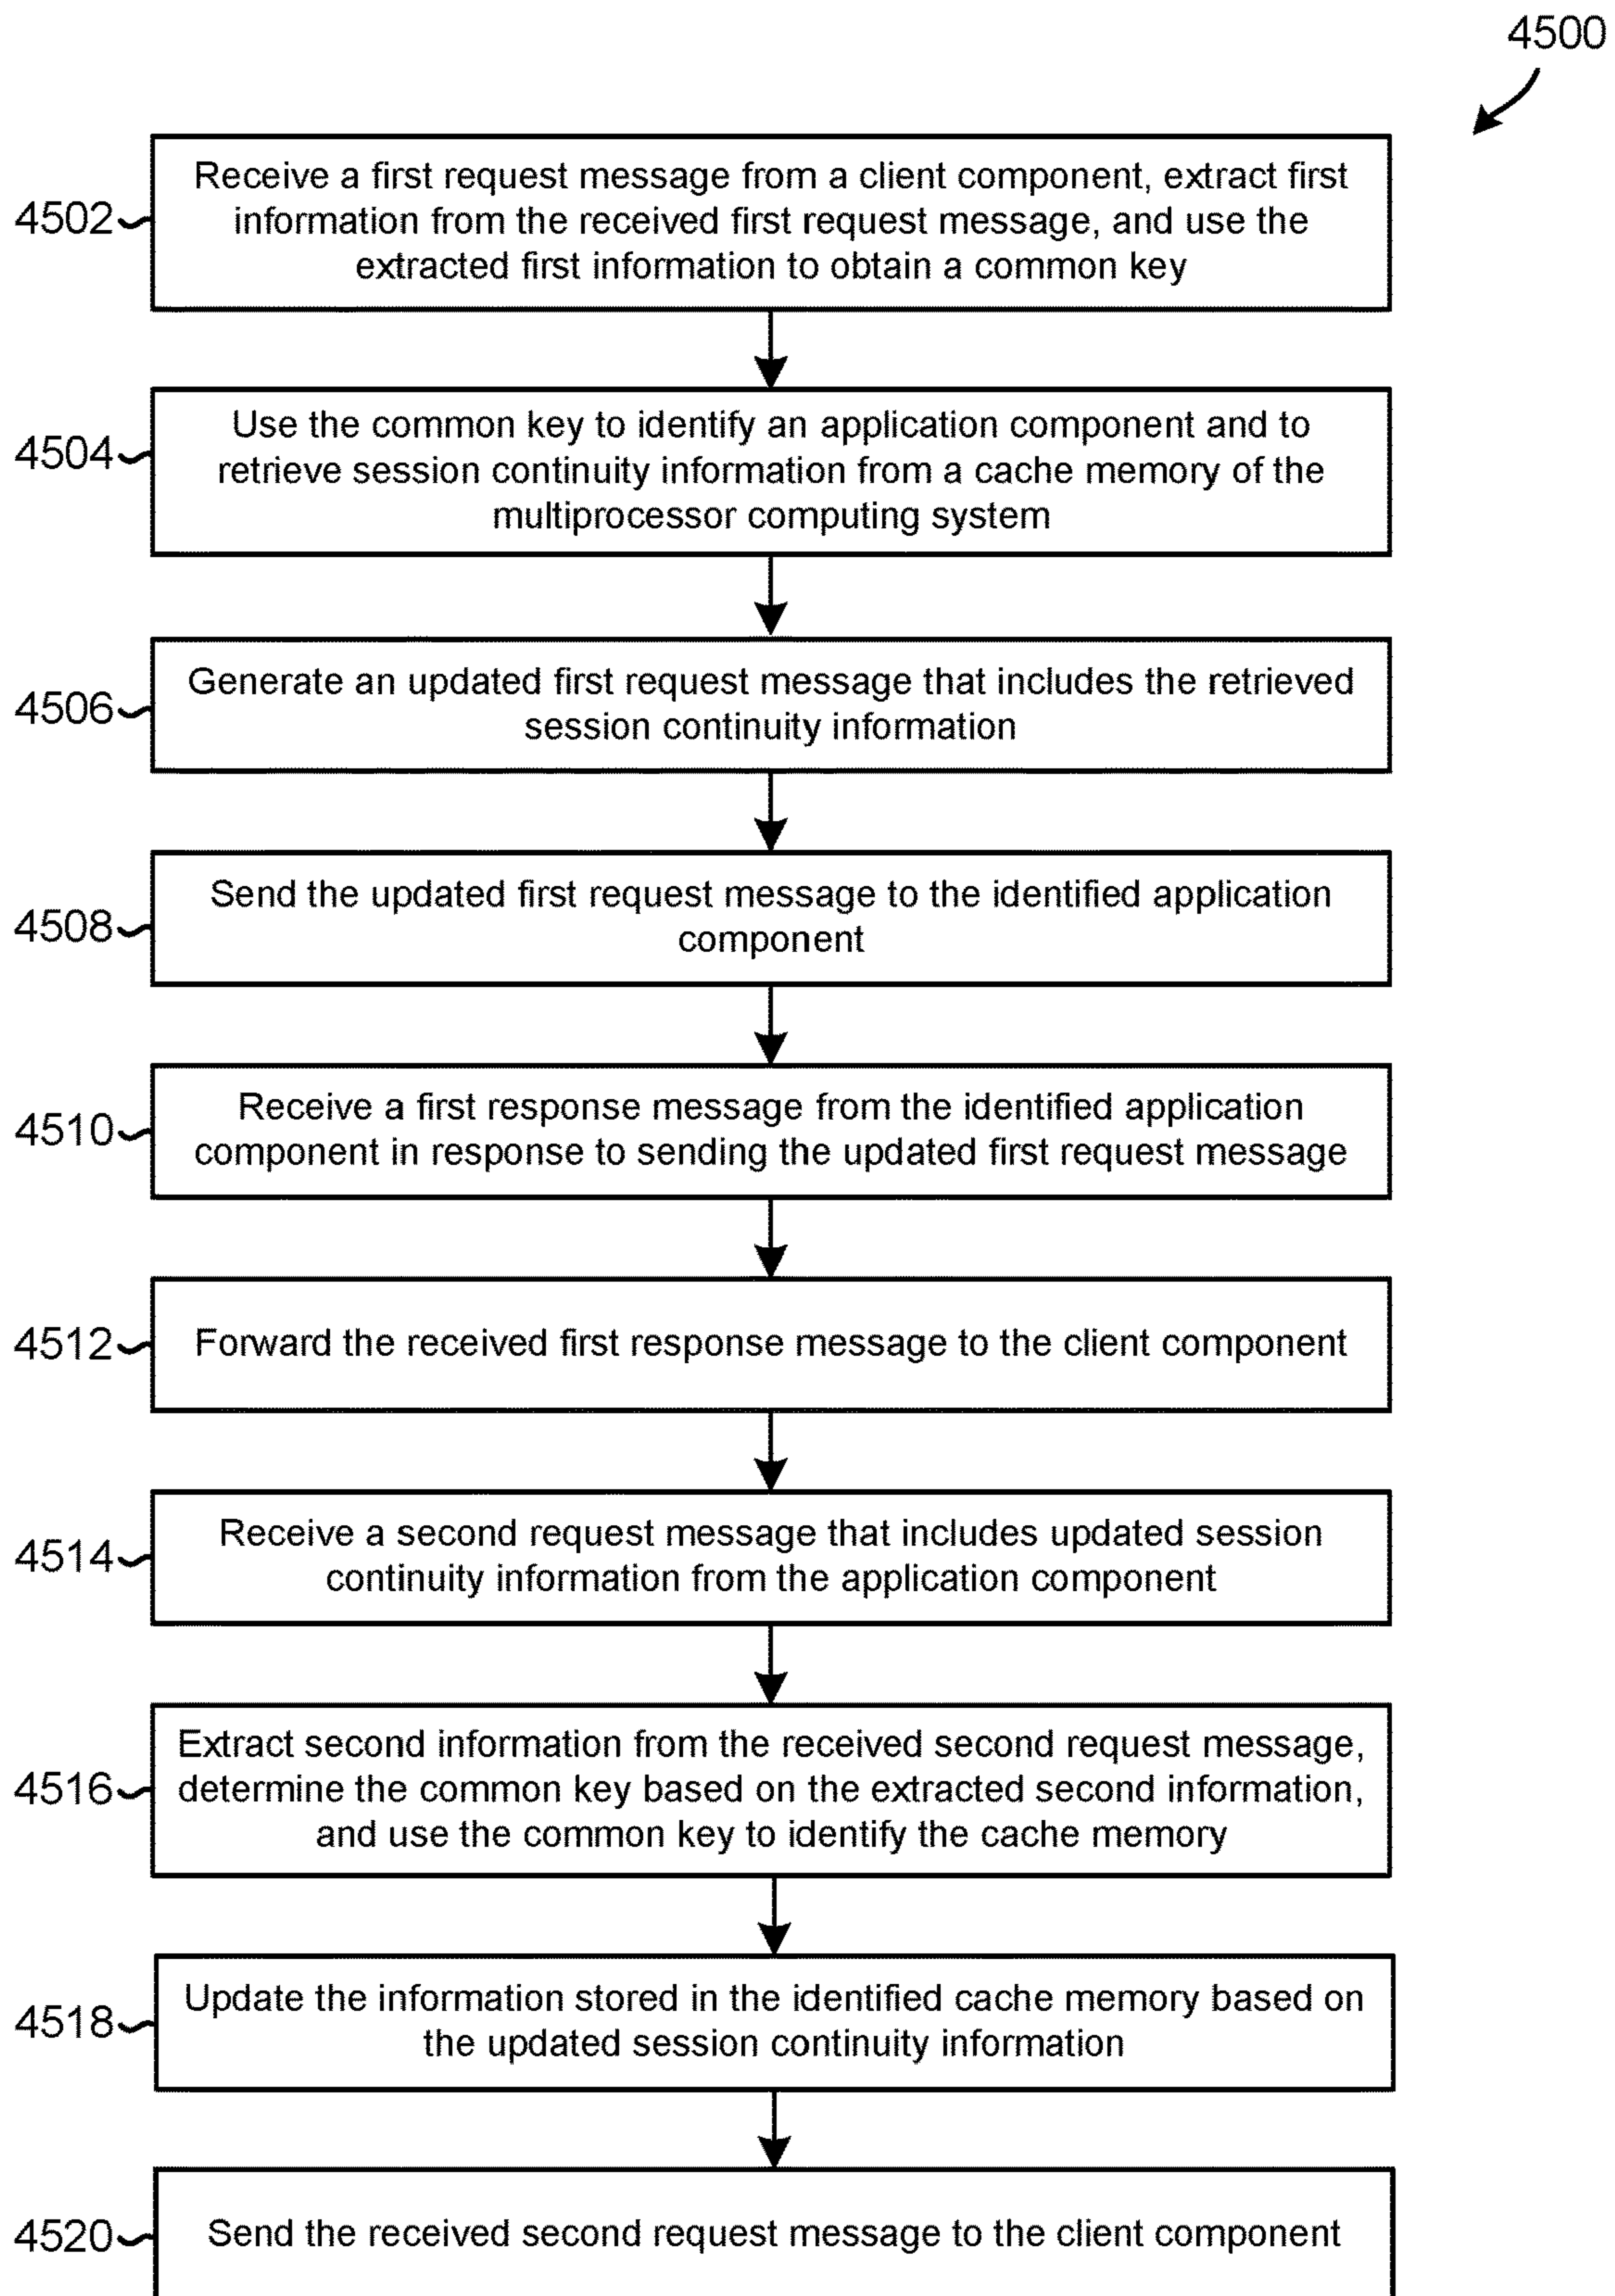 4500
4502
Receive a first request message from a client component, extract first
information from the received first request message, and use the
extracted first information to obtain a common key
4504
Use the common key to identify an application component and to
retrieve session continuity information from a cache memory of the
multiprocessor computing system
4506
Generate an updated first request message that includes the retrieved
session continuity information
4508
Send the updated first request message to the identified application
component
4510
Receive a first response message from the identified application
component in response to sending the updated first request message
4512
Forward the received first response message to the client component
4514
Receive a second request message that includes updated session
continuity information from the application component
4516
Extract second information from the received second request message,
determine the common key based on the extracted second information,
and use the common key to identify the cache memory
4518
Update the information stored in the identified cache memory based on
the updated session continuity information
4520
Send the received second request message to the client component